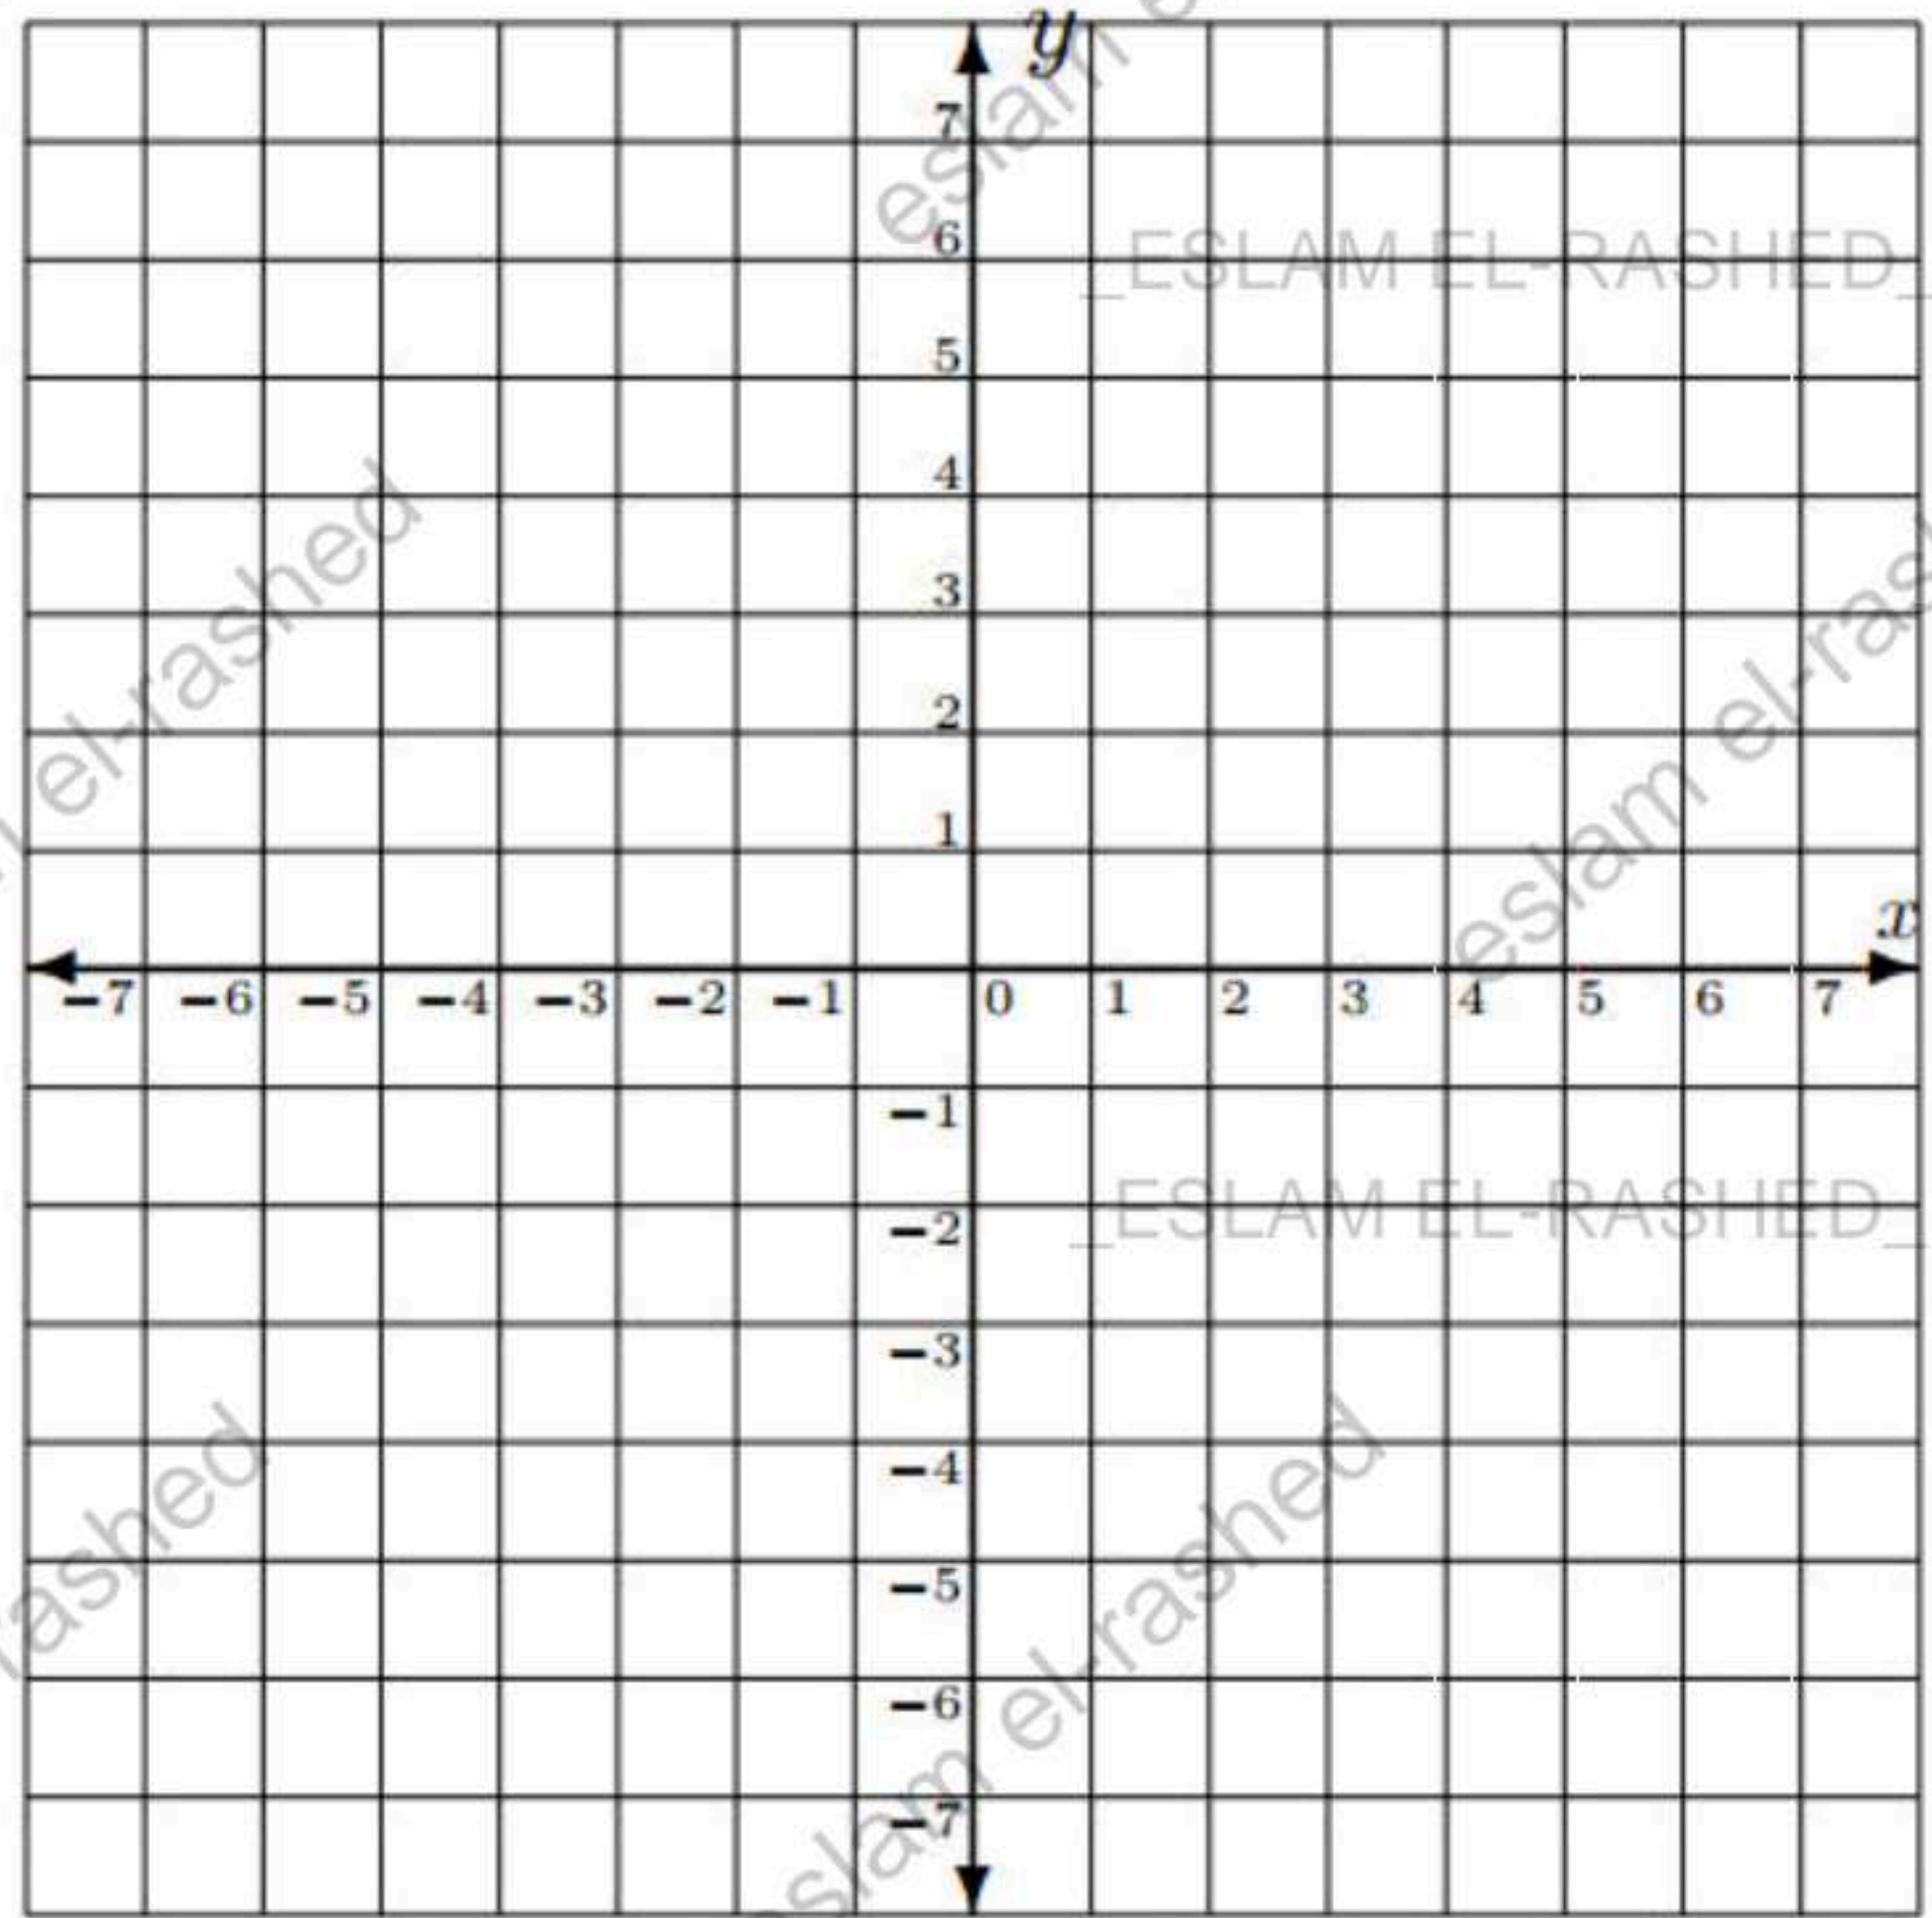 y
eslam e
7
6
_ESLAM EL-RASHED_
5
4
el-rashed
3
eslam el-ras
2
1
x
-7 -6 -5 -4 -3 -2 -1 0 1 2 3 4 5 6 7
-1
-2
_ESLAM EL-RASHED_
-3
-4
rashed
-5
eslam el-rashed
-6
-7